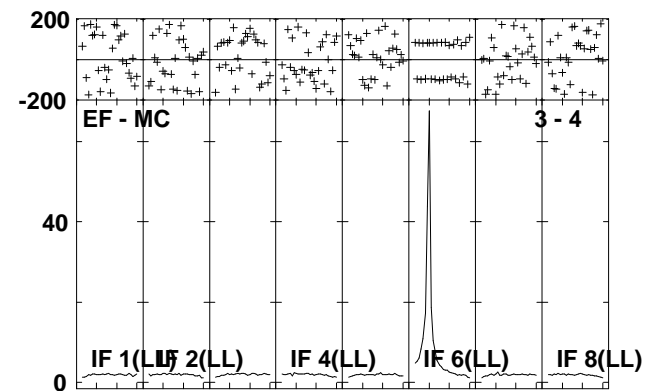 200
-200
EF - MC 3 - 4
40
IF 1(LL) IF 2(LL) IF 4(LL) IF 6(LL) IF 8(LL)
0